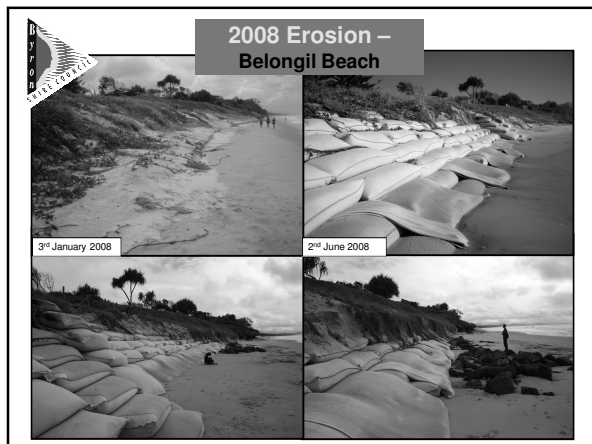 Byron
SHIRE COUNCIL
2008 Erosion –
Belongil Beach
3rd January 2008
2nd June 2008